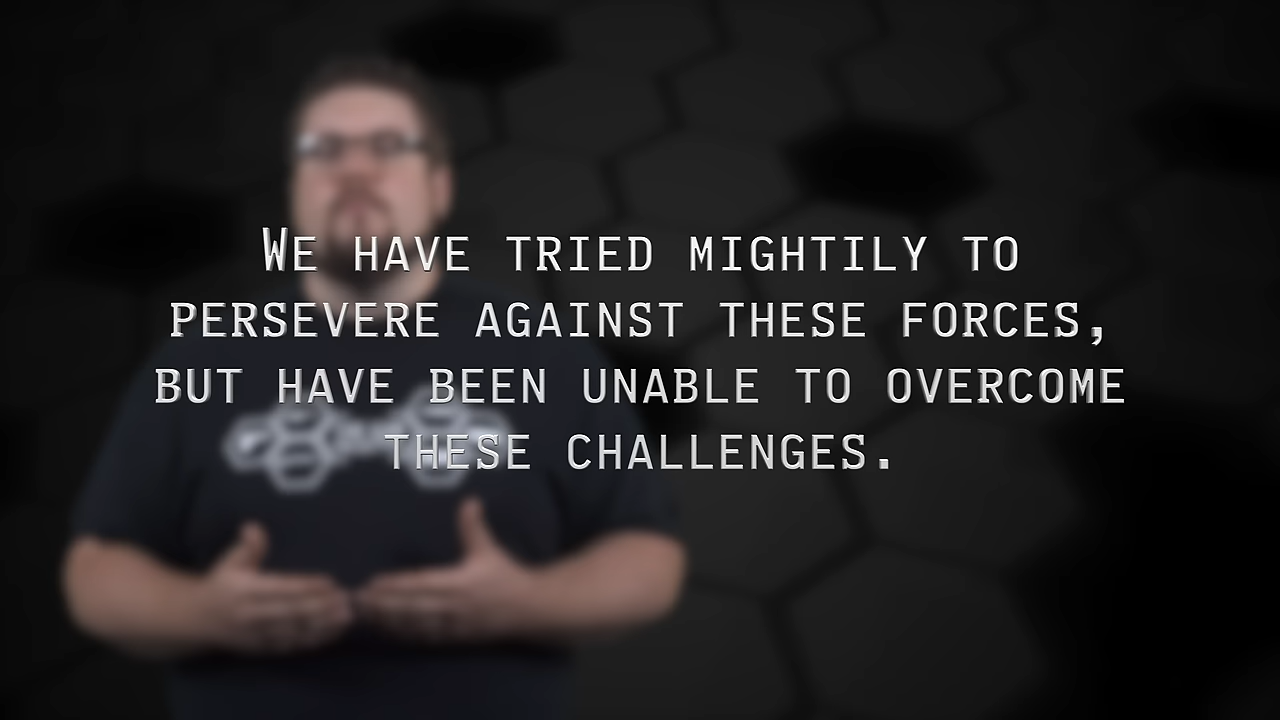 We have tried mightily to
persevere against these forces,
but have been unable to overcome
these challenges.